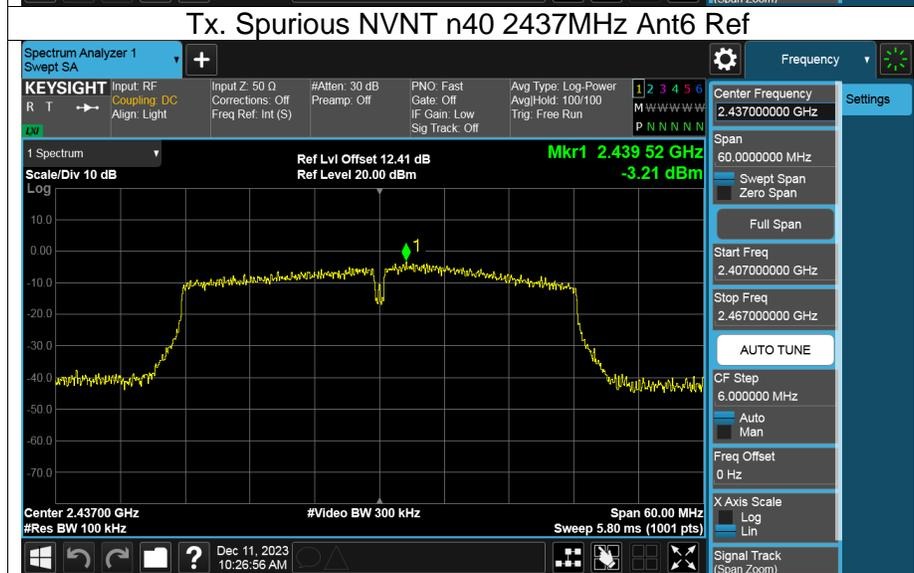 (Span Zoom)
Tx. Spurious NVNT n40 2437MHz Ant6 Ref
Spectrum Analyzer 1
Swept SA
+
Frequency
KEYSIGHT
R T
LXI
Input: RF
Coupling: DC
Align: Light
Input Z: 50 Ω
Corrections: Off
Freq Ref: Int (S)
#Atten: 30 dB
Preamp: Off
PNO: Fast
Gate: Off
IF Gain: Low
Sig Track: Off
Avg Type: Log-Power
Avg|Hold: 100/100
Trig: Free Run
1 2 3 4 5 6
M W W W W W
P N N N N N
1 Spectrum
Scale/Div 10 dB
Log
Ref Lvl Offset 12.41 dB
Ref Level 20.00 dBm
Mkr1 2.439 52 GHz
-3.21 dBm
10.0
0.00
-10.0
-20.0
-30.0
-40.0
-50.0
-60.0
-70.0
1
Center 2.43700 GHz
#Res BW 100 kHz
#Video BW 300 kHz
Span 60.00 MHz
Sweep 5.80 ms (1001 pts)
?
Dec 11, 2023
10:26:56 AM
Center Frequency
2.437000000 GHz
Settings
Span
60.0000000 MHz
Swept Span
Zero Span
Full Span
Start Freq
2.407000000 GHz
Stop Freq
2.467000000 GHz
AUTO TUNE
CF Step
6.000000 MHz
Auto
Man
Freq Offset
0 Hz
X Axis Scale
Log
Lin
Signal Track
(Span Zoom)